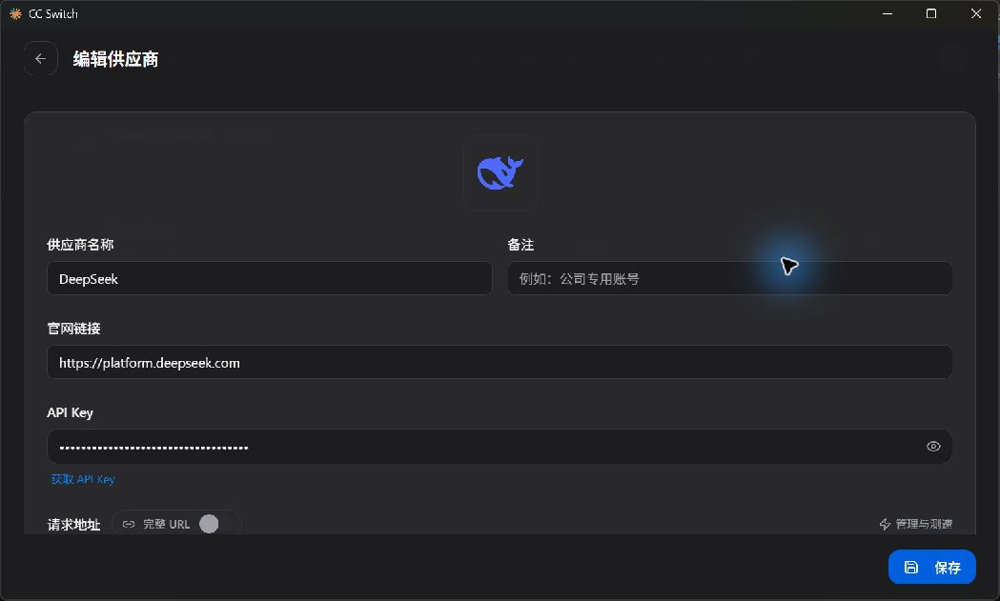 CC Switch
编辑供应商
供应商名称
备注
DeepSeek
例如：公司专用账号
官网链接
https://platform.deepseek.com
API Key
••••••••••••••••••••••••••••••••••••
获取 API Key
请求地址
完整 URL
管理与测速
保存